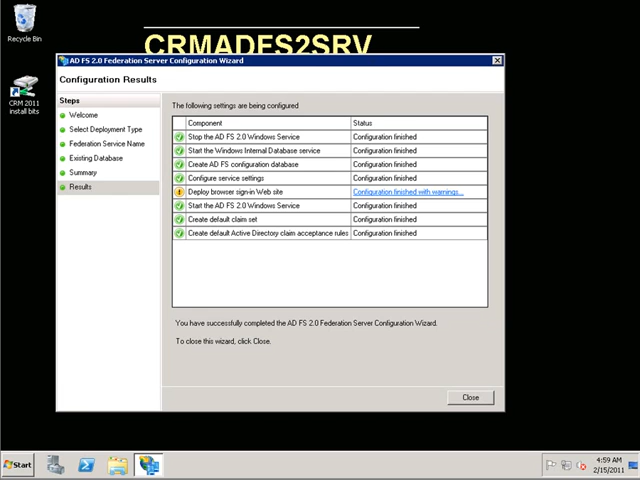 Recycle Bin
CRMADFS2SRV
CRM 2011
install bits
AD FS 2.0 Federation Server Configuration Wizard
Configuration Results
Steps
Welcome
Select Deployment Type
Federation Service Name
Existing Database
Summary
Results
The following settings are being configured
Component Status
Stop the AD FS 2.0 Windows Service Configuration finished
Start the Windows Internal Database service Configuration finished
Create AD FS configuration database Configuration finished
Configure service settings Configuration finished
Deploy browser sign-in Web site Configuration finished with warnings...
Start the AD FS 2.0 Windows Service Configuration finished
Create default claim set Configuration finished
Create default Active Directory claim acceptance rules Configuration finished
You have successfully completed the AD FS 2.0 Federation Server Configuration Wizard.
To close this wizard, click Close.
Close
Start
4:59 AM
2/15/2011